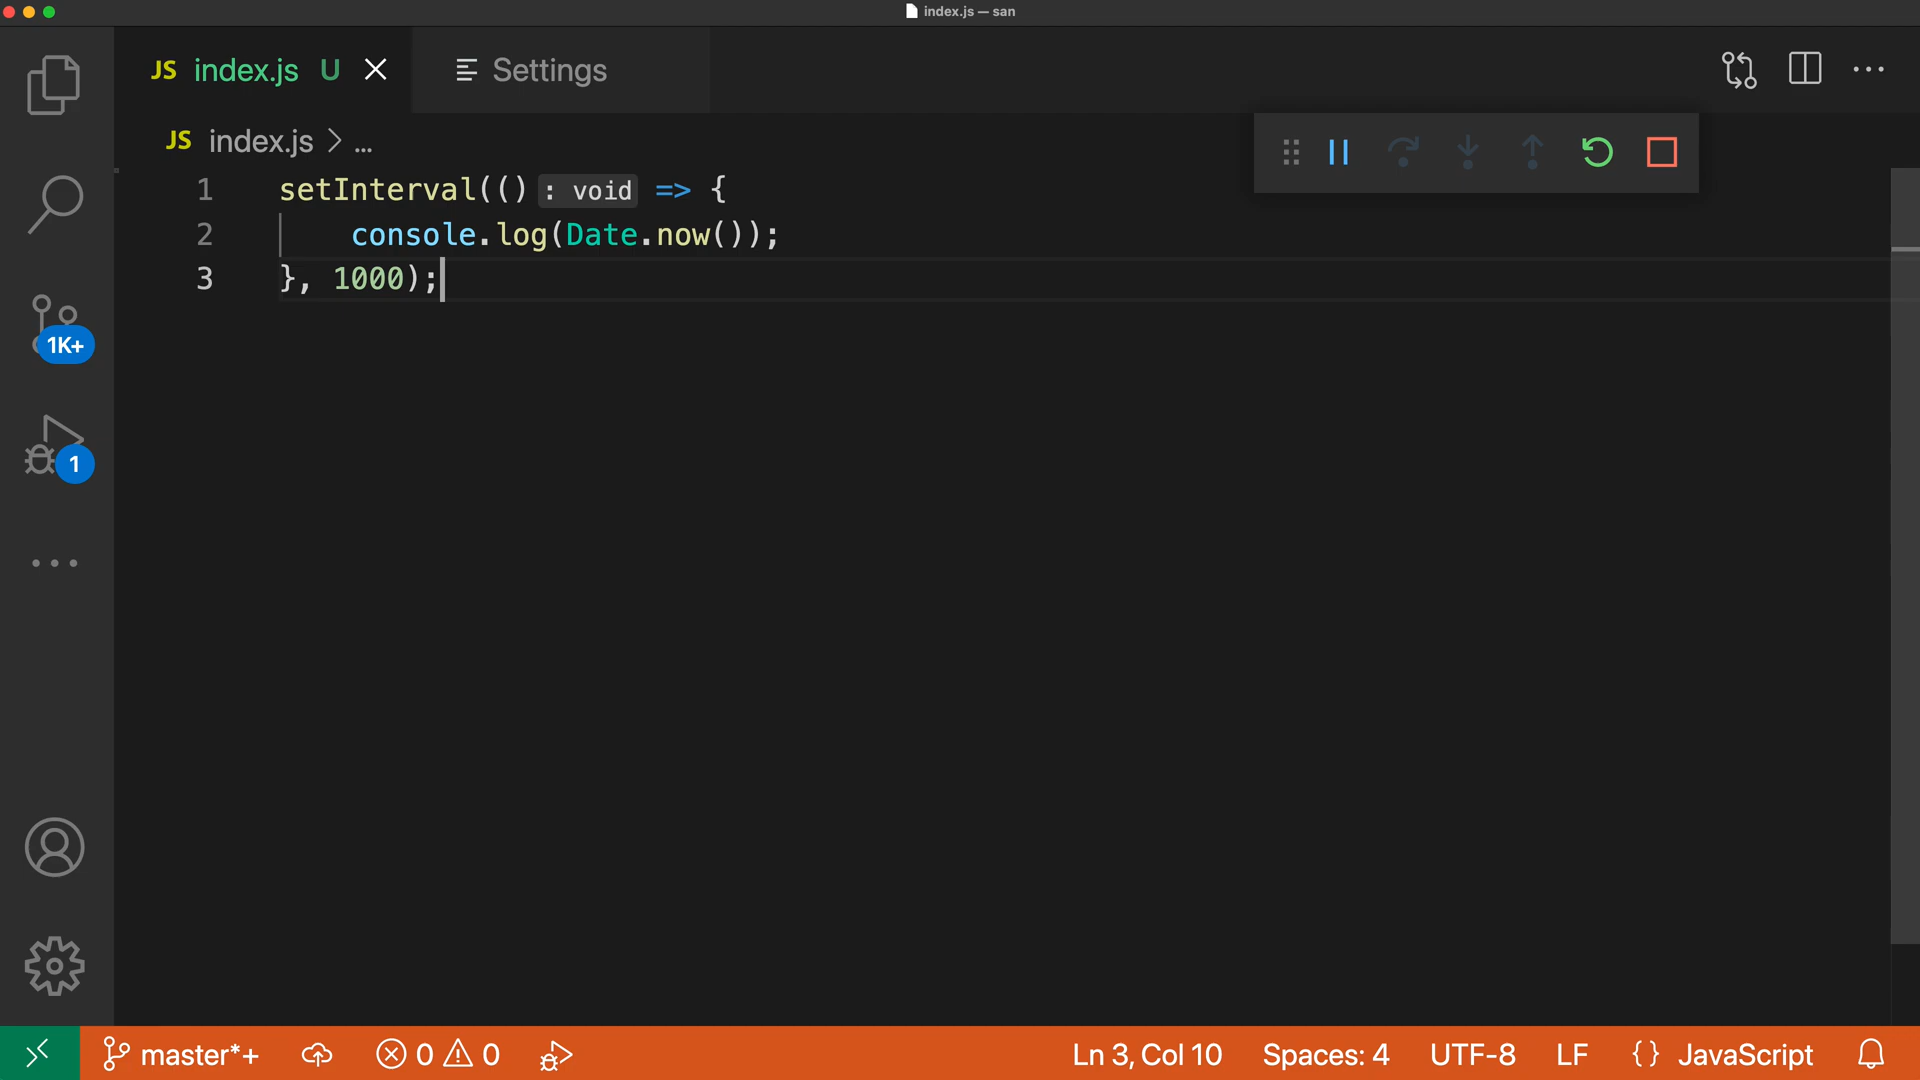 index.js — san
JS index.js U Settings
JS index.js > ...
1 setInterval(() : void => {
2 console.log(Date.now());
3 }, 1000);
1K+
1
master*+ 0 0 Ln 3, Col 10 Spaces: 4 UTF-8 LF {} JavaScript